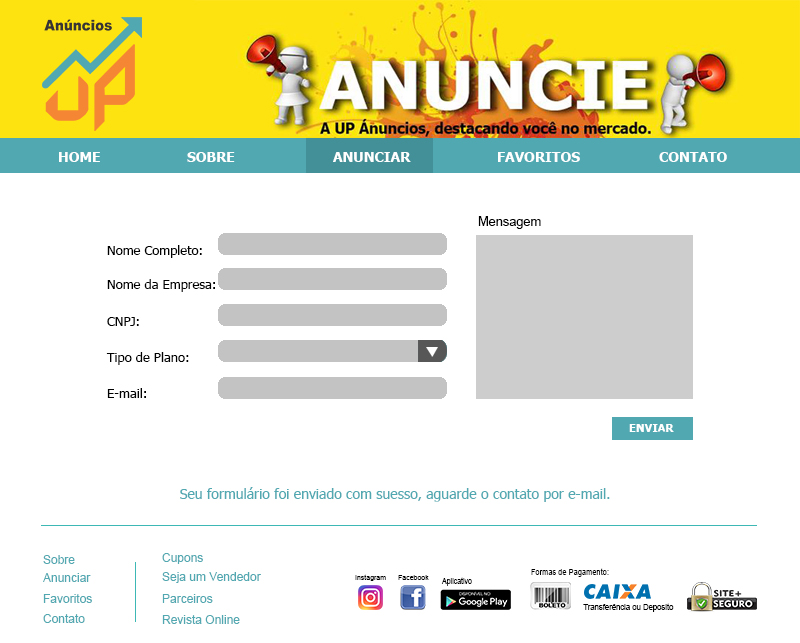 Anúncios
UP
ANUNCIE
A UP Ánuncios, destacando você no mercado.
HOME SOBRE ANUNCIAR FAVORITOS CONTATO
Mensagem
Nome Completo:
Nome da Empresa:
CNPJ:
Tipo de Plano:
E-mail:
ENVIAR
Seu formulário foi enviado com suesso, aguarde o contato por e-mail.
Sobre
Anunciar
Favoritos
Contato
Cupons
Seja um Vendedor
Parceiros
Revista Online
Instagram
Facebook
Aplicativo
DISPONÍVEL NO
Google Play
Formas de Pagamento:
BOLETO
CAIXA
Transferência ou Deposito
SITE+
SEGURO